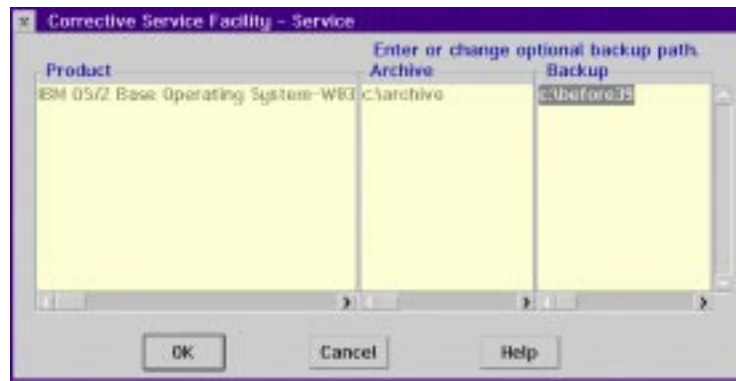 Corrective Service Facility - Service
Enter or change optional backup path.
Product Archive Backup
IBM OS/2 Base Operating System-W83 c:\archive c:\before35
OK Cancel Help